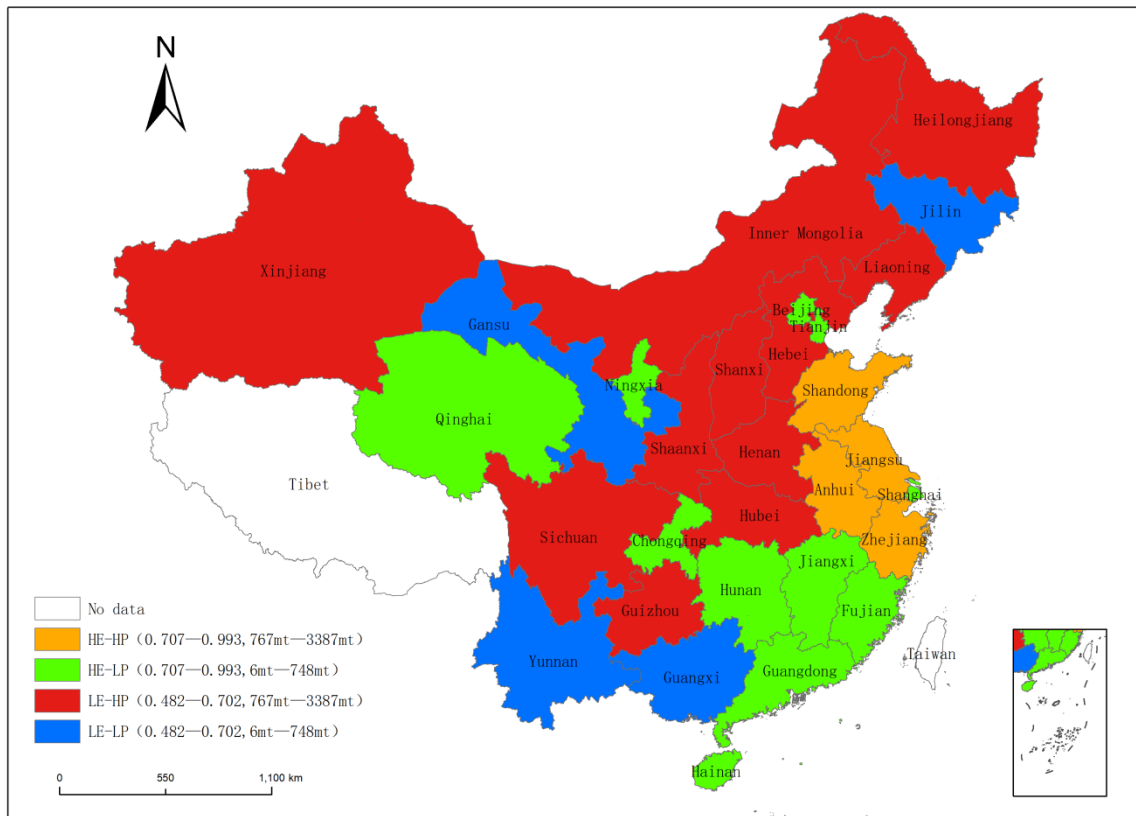 N
Heilongjiang
Jilin
Inner Mongolia
Liaoning
Xinjiang
Beijing
Tianjin
Gansu
Hebei
Shanxi
Ningxia
Shandong
Qinghai
Shaanxi
Henan
Jiangsu
Tibet
Anhui
Shanghai
Hubei
Sichuan
Chongqing
Zhejiang
Jiangxi
Hunan
Guizhou
Fujian
Taiwan
Yunnan
Guangxi
Guangdong
Hainan
No data
HE-HP (0.707—0.993,767mt—3387mt)
HE-LP (0.707—0.993,6mt—748mt)
LE-HP (0.482—0.702,767mt—3387mt)
LE-LP (0.482—0.702,6mt—748mt)
0 550 1,100 km